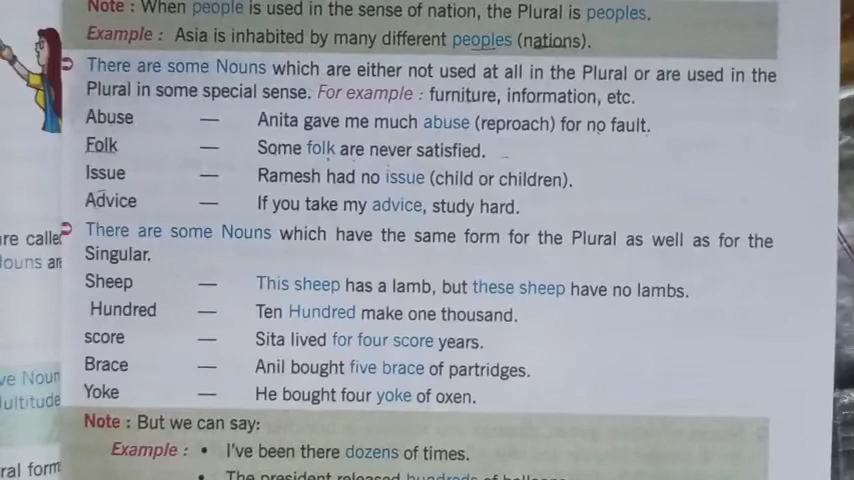 Note : When people is used in the sense of nation, the Plural is peoples.
Example : Asia is inhabited by many different peoples (nations).
There are some Nouns which are either not used at all in the Plural or are used in the
Plural in some special sense. For example : furniture, information, etc.
Abuse — Anita gave me much abuse (reproach) for no fault.
Folk — Some folk are never satisfied.
Issue — Ramesh had no issue (child or children).
Advice — If you take my advice, study hard.
re calle
There are some Nouns which have the same form for the Plural as well as for the
louns are
Singular.
Sheep — This sheep has a lamb, but these sheep have no lambs.
Hundred — Ten Hundred make one thousand.
score — Sita lived for four score years.
Brace — Anil bought five brace of partridges.
ve Noun
Yoke — He bought four yoke of oxen.
ultitude
Note : But we can say:
Example : • I've been there dozens of times.
ral form
• The president released hundreds of